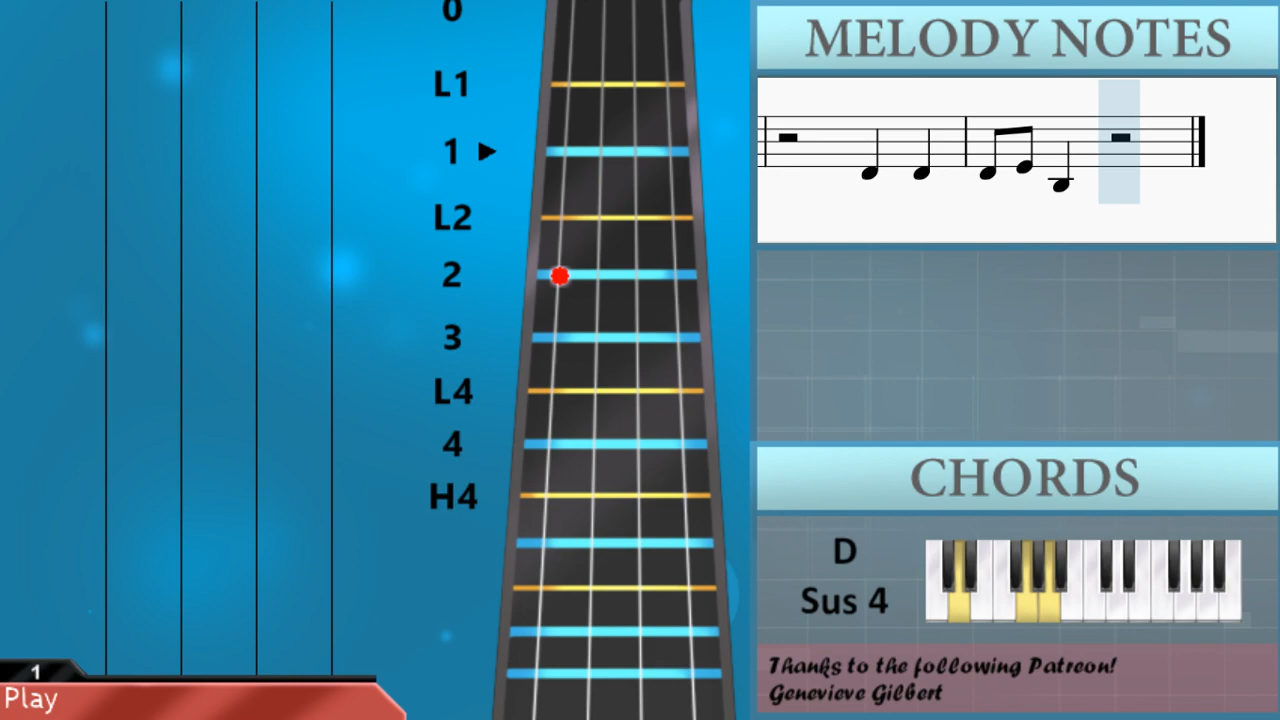 0
L1
1
L2
2
3
L4
4
H4
1
Play
MELODY NOTES
CHORDS
D
Sus 4
Thanks to the following Patreon!
Genevieve Gilbert